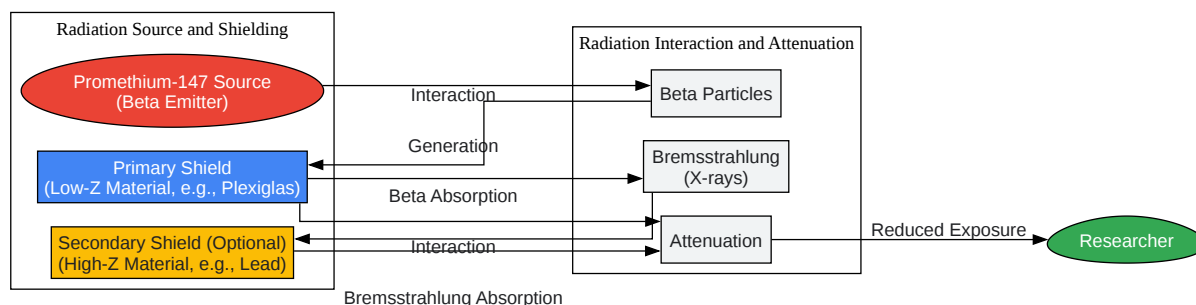 Radiation Source and Shielding
Promethium-147 Source
(Beta Emitter)
Primary Shield
(Low-Z Material, e.g., Plexiglas)
Secondary Shield (Optional)
(High-Z Material, e.g., Lead)
Interaction
Generation
Beta Absorption
Interaction
Bremsstrahlung Absorption
Radiation Interaction and Attenuation
Beta Particles
Bremsstrahlung
(X-rays)
Attenuation
Reduced Exposure
Researcher